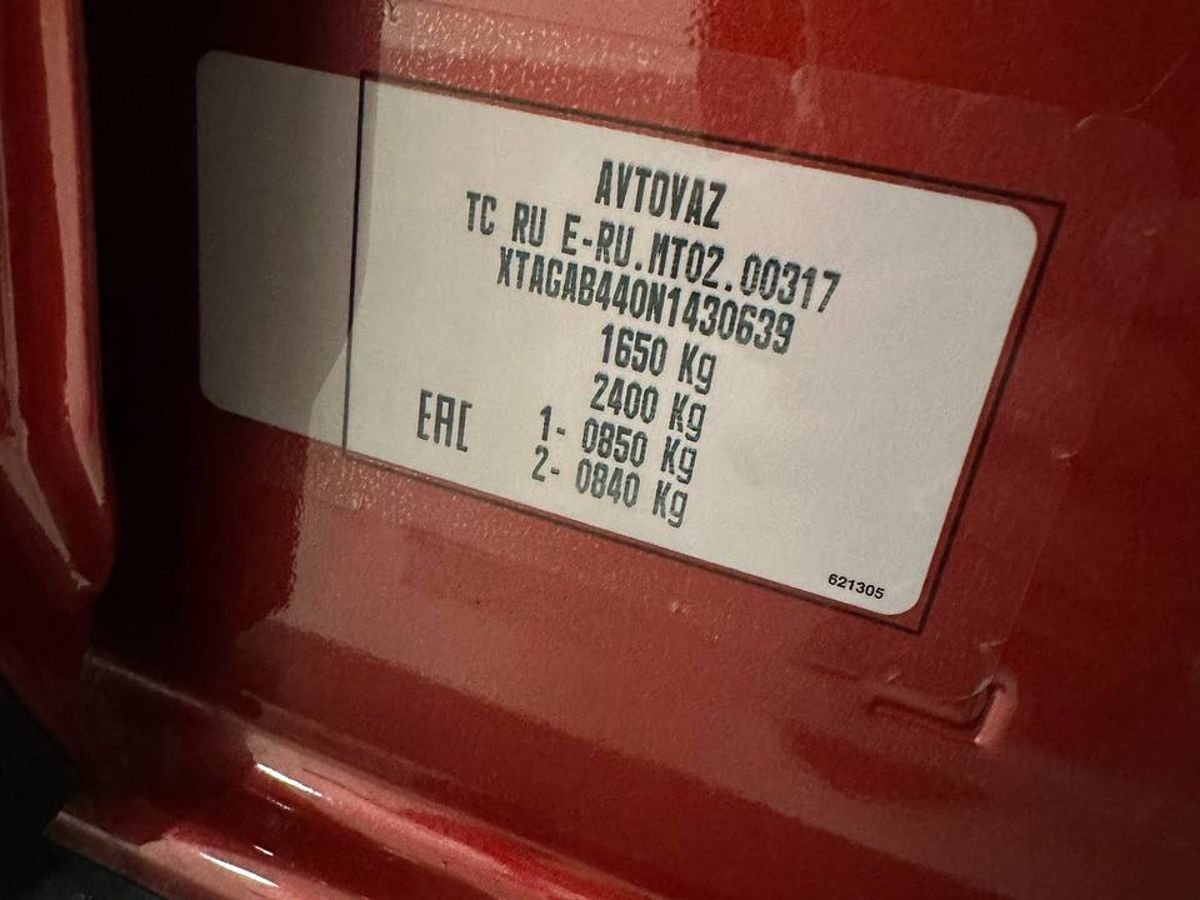 AVTOVAZ
TC RU E-RU.MT02.00317
XTAGAB440N1430639
1650 Kg
2400 Kg
1- 0850 Kg
2- 0840 Kg
EAC
621305